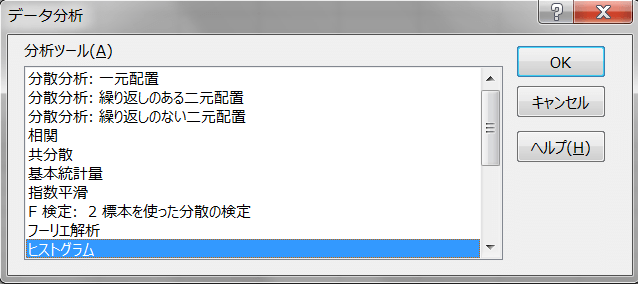 データ分析
?
分析ツール(A)
分散分析: 一元配置
分散分析: 繰り返しのある二元配置
分散分析: 繰り返しのない二元配置
相関
共分散
基本統計量
指数平滑
F 検定: 2 標本を使った分散の検定
フーリエ解析
ヒストグラム
OK
キャンセル
ヘルプ(H)